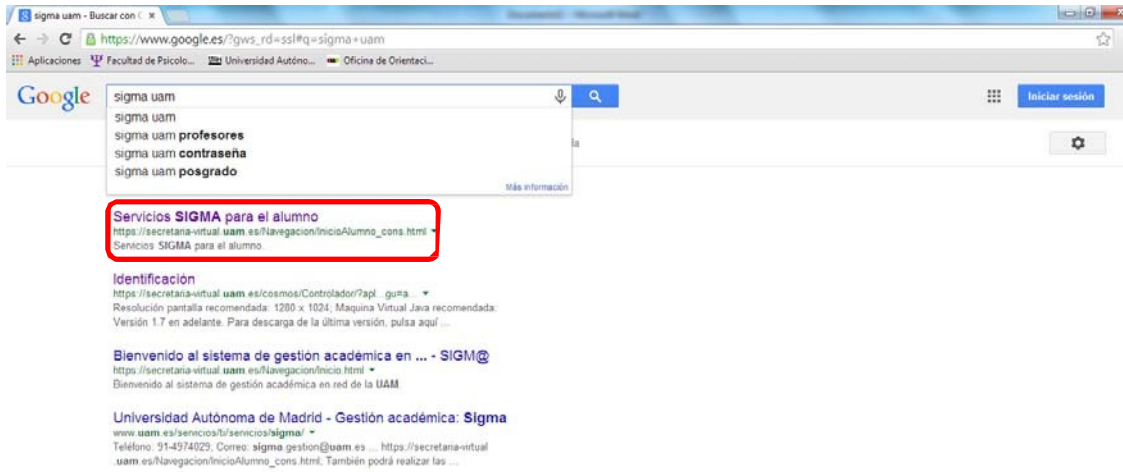 sigma uam - Buscar con
https://www.google.es/?gws_rd=ssl#q=sigma+uam
Aplicaciones Facultad de Psicolo... Universidad Autóno... Oficina de Orientaci...
Google sigma uam Iniciar sesión
sigma uam
sigma uam profesores
sigma uam contraseña
sigma uam posgrado
Más información
Servicios SIGMA para el alumno
https://secretaria-virtual.uam.es/Navegacion/InicioAlumno_cons.html
Servicios SIGMA para el alumno.
Identificación
https://secretaria-virtual.uam.es/cosmos/Controlador/?apl...gu=a...
Resolución pantalla recomendada: 1280 x 1024; Maquina Virtual Java recomendada:
Versión 1.7 en adelante. Para descarga de la última versión, pulsa aquí ...
Bienvenido al sistema de gestión académica en ... - SIGM@
https://secretaria-virtual.uam.es/Navegacion/Inicio.html
Bienvenido al sistema de gestión académica en red de la UAM.
Universidad Autónoma de Madrid - Gestión académica: Sigma
www.uam.es/servicios/ti/servicios/sigma/
Teléfono: 91-4974029; Correo: sigma.gestion@uam.es ... https://secretaria-virtual
.uam.es/Navegacion/InicioAlumno_cons.html; También podrá realizar las ...